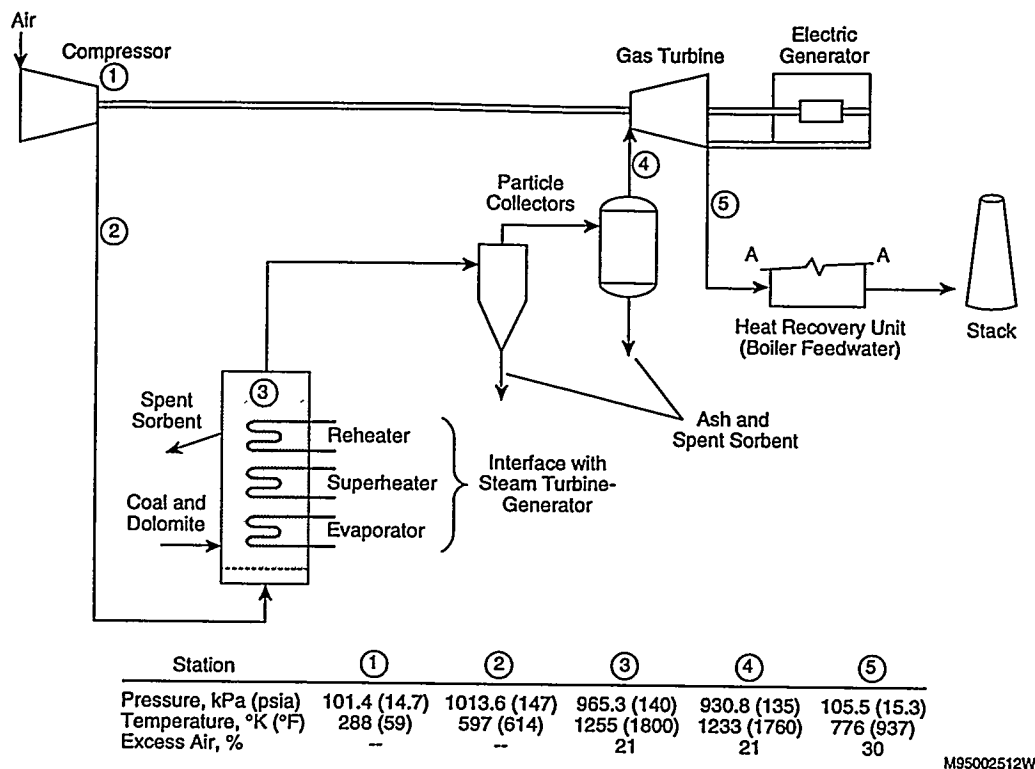 Air
Compressor
1
Gas Turbine
Electric
Generator
4
Particle
Collectors
5
2
A A
Heat Recovery Unit
(Boiler Feedwater)
Stack
3
Spent
Sorbent
Reheater
Superheater
Evaporator
Interface with
Steam Turbine-
Generator
Ash and
Spent Sorbent
Coal and
Dolomite
Station 1 2 3 4 5
Pressure, kPa (psia) 101.4 (14.7) 1013.6 (147) 965.3 (140) 930.8 (135) 105.5 (15.3)
Temperature, °K (°F) 288 (59) 597 (614) 1255 (1800) 1233 (1760) 776 (937)
Excess Air, % -- -- 21 21 30
M95002512W